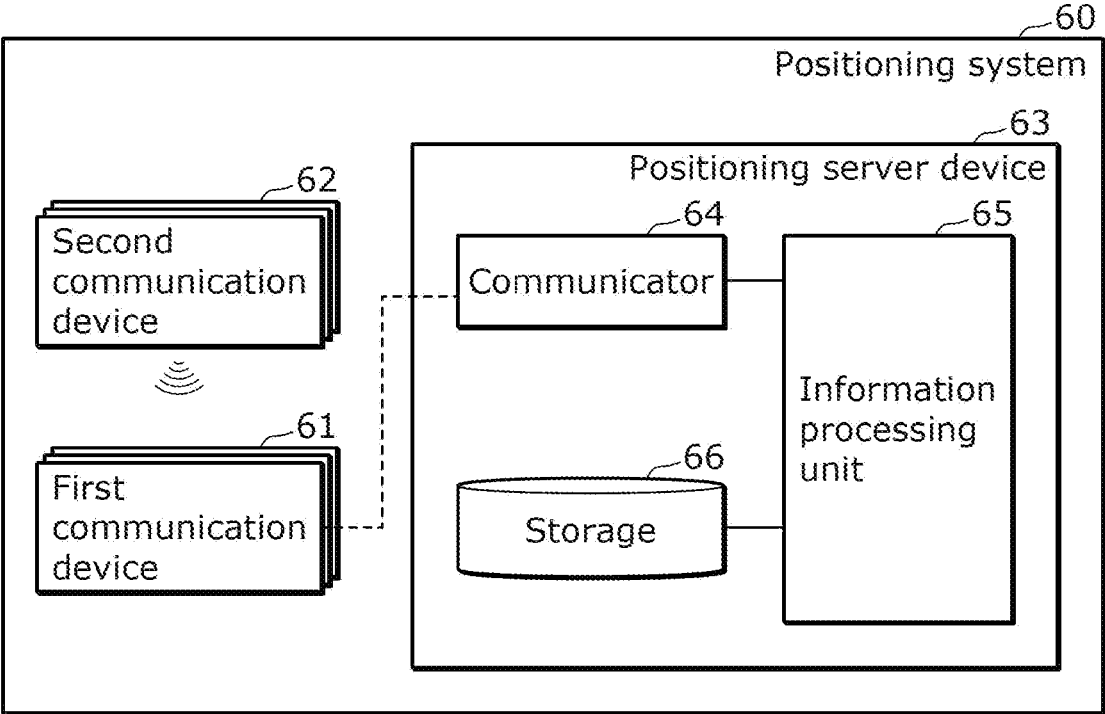 60
Positioning system
63
Positioning server device
62
Second
communication
device
64
Communicator
65
Information
processing
unit
61
First
communication
device
66
Storage